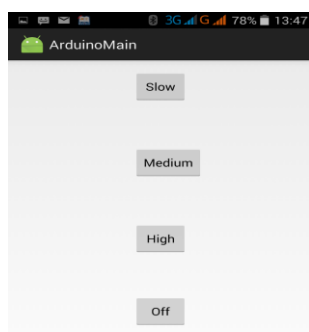 3G G 78% 13:47
ArduinoMain
Slow
Medium
High
Off